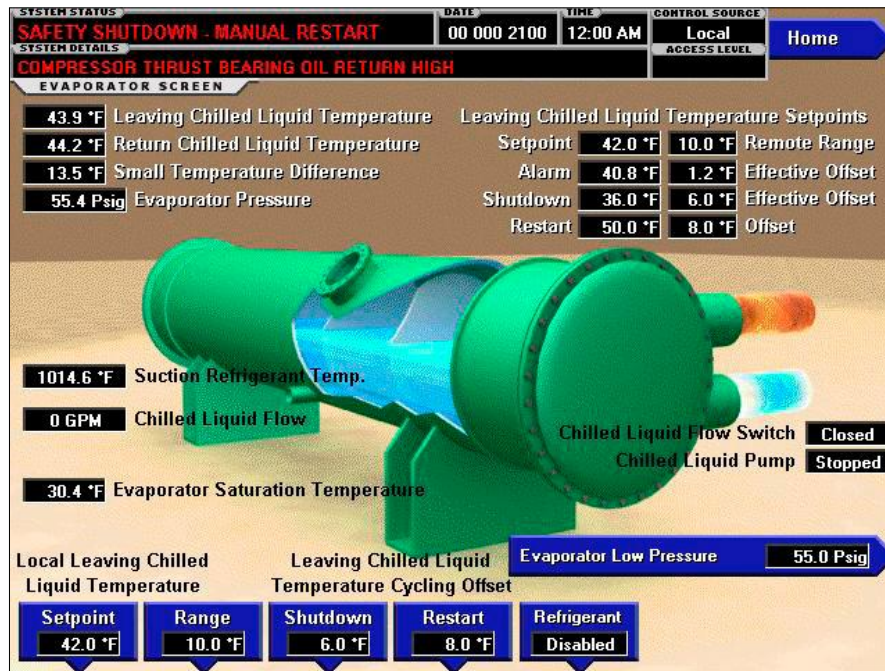 SYSTEM STATUS
SAFETY SHUTDOWN - MANUAL RESTART
DATE
00 000 2100
TIME
12:00 AM
CONTROL SOURCE
Local
Home
SYSTEM DETAILS
COMPRESSOR THRUST BEARING OIL RETURN HIGH
ACCESS LEVEL
EVAPORATOR SCREEN
43.9 °F Leaving Chilled Liquid Temperature
44.2 °F Return Chilled Liquid Temperature
13.5 °F Small Temperature Difference
55.4 Psig Evaporator Pressure
Leaving Chilled Liquid Temperature Setpoints
Setpoint 42.0 °F 10.0 °F Remote Range
Alarm 40.8 °F 1.2 °F Effective Offset
Shutdown 36.0 °F 6.0 °F Effective Offset
Restart 50.0 °F 8.0 °F Offset
1014.6 °F Suction Refrigerant Temp.
0 GPM Chilled Liquid Flow
Chilled Liquid Flow Switch Closed
Chilled Liquid Pump Stopped
30.4 °F Evaporator Saturation Temperature
Evaporator Low Pressure 55.0 Psig
Local Leaving Chilled
Liquid Temperature
Leaving Chilled Liquid
Temperature Cycling Offset
Setpoint
42.0 °F
Range
10.0 °F
Shutdown
6.0 °F
Restart
8.0 °F
Refrigerant
Disabled